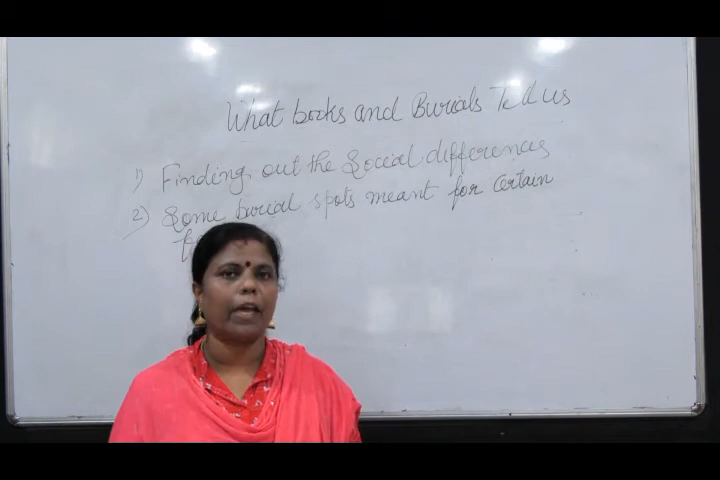 What books and Burials Tell us
1) Finding out the Social differences
2) Some burial spots meant for certain